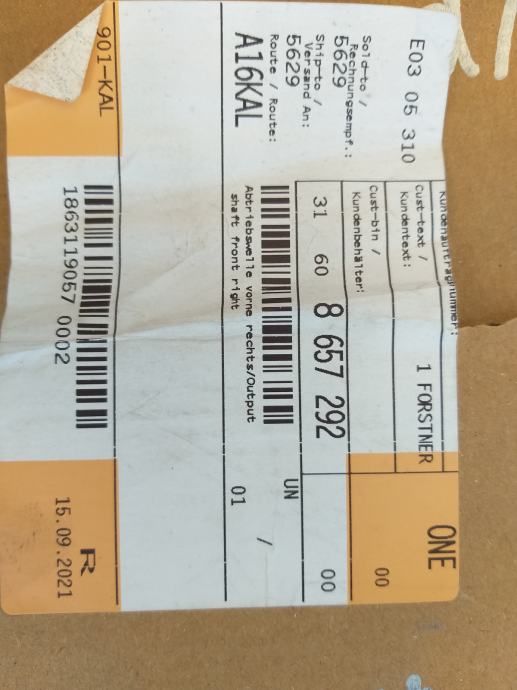 E03 05 310
Kundenauftragsnummer:
ONE
Cust-text /
Kundentext:
1 FORSTNER
Sold-to /
Rechnungsempf.:
5629
Cust-bin /
Kundenbehälter:
00
Ship-to /
Versand An:
5629
31 60 8 657 292
00
Route / Route:
A16KAL
UN
/
Abtriebswelle vorne rechts/Output
shaft front right
01
901-KAL
1863119057 0002
R
15.09.2021